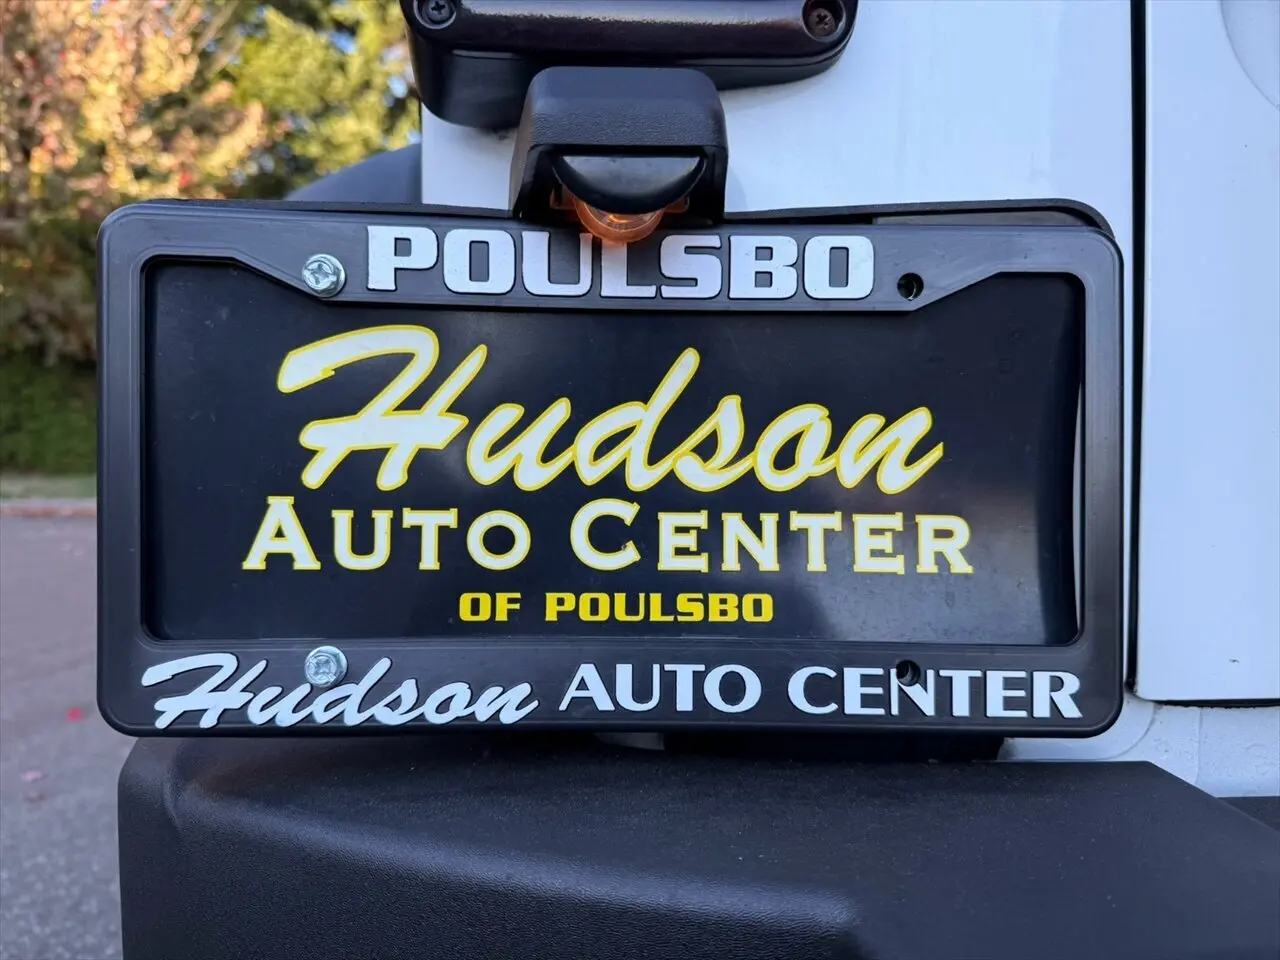 POULSBO
Hudson
AUTO CENTER
OF POULSBO
Hudson AUTO CENTER